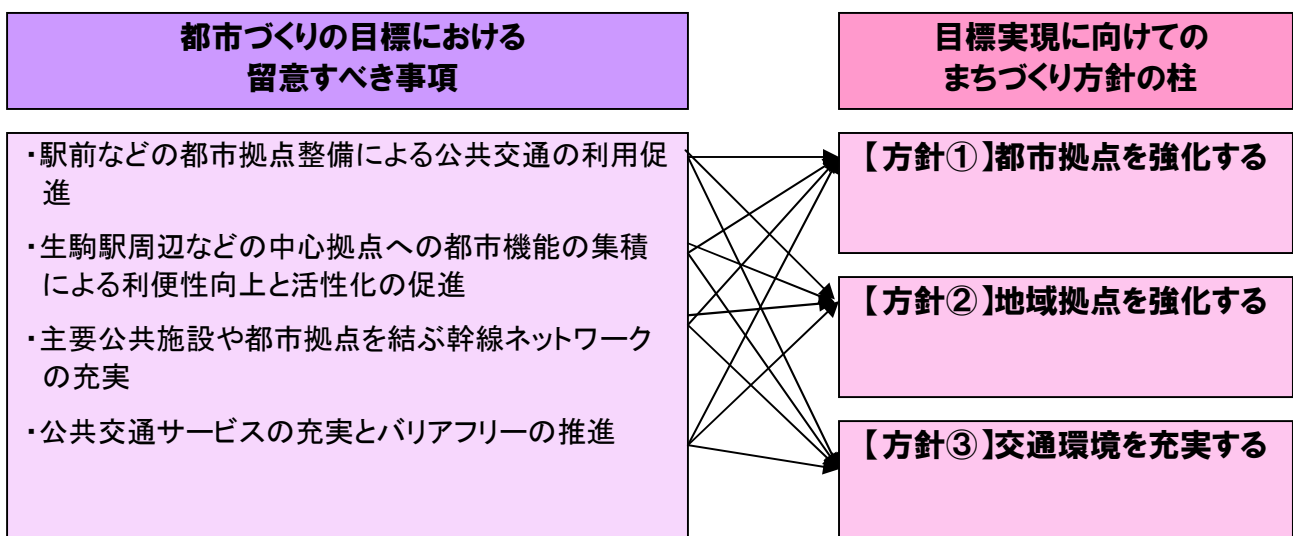 都市づくりの目標における
留意すべき事項
・駅前などの都市拠点整備による公共交通の利用促
進
・生駒駅周辺などの中心拠点への都市機能の集積
による利便性向上と活性化の促進
・主要公共施設や都市拠点を結ぶ幹線ネットワーク
の充実
・公共交通サービスの充実とバリアフリーの推進
目標実現に向けての
まちづくり方針の柱
【方針①】都市拠点を強化する
【方針②】地域拠点を強化する
【方針③】交通環境を充実する